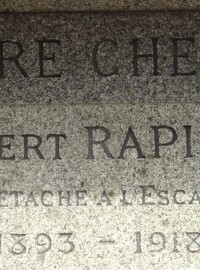 RE CHE
ERT RAPI
ÉTACHÉ A L'ESCA
1893 - 1918